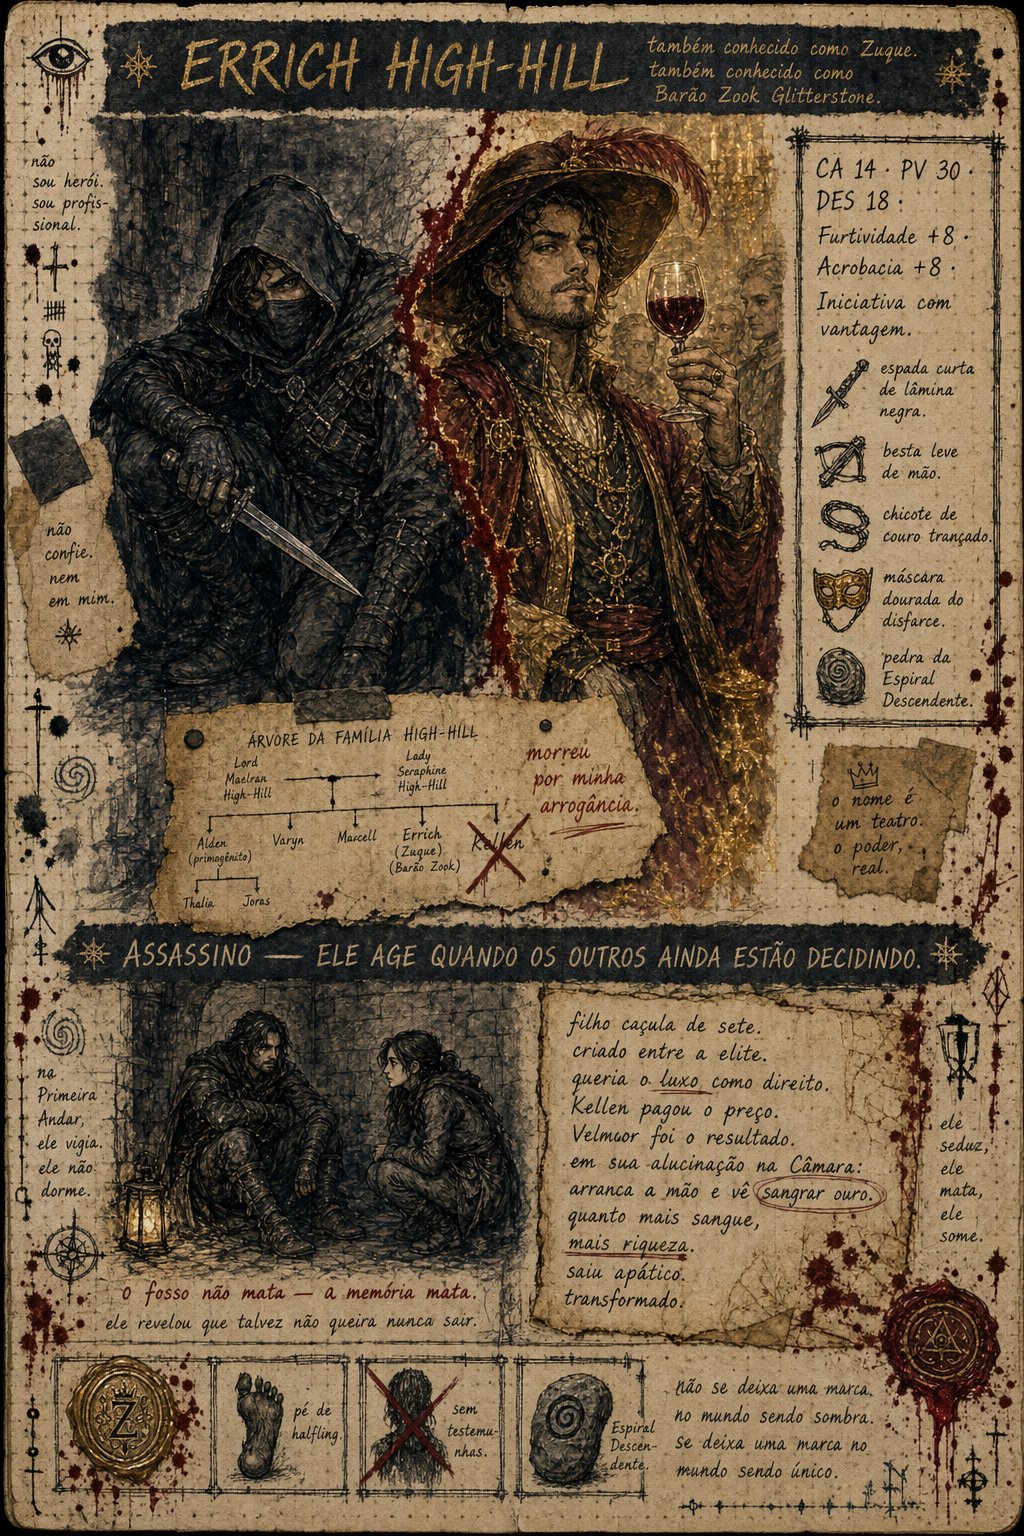 ERRICH HIGH-HILL
também conhecido como Zuque.
também conhecido como
Barão Zook Glitterstone.
não
sou herói.
sou profis-
sional.
CA 14 · PV 30 ·
DES 18 ·
Furtividade +8 ·
Acrobacia +8 ·
Iniciativa com
vantagem.
espada curta
de lâmina
negra.
besta leve
de mão.
chicote de
couro trançado.
máscara
dourada do
disfarce.
pedra da
Espiral
Descendente.
não
confie.
nem
em mim.
ÁRVORE DA FAMÍLIA HIGH-HILL
Lord
Maelran
High-Hill
Lady
Seraphine
High-Hill
Alden
(primogênito)
Varyn
Marcell
Errich
(Zuque)
(Barão Zook)
Kellen
Thalia
Joras
morreu
por minha
arrogância.
o nome é
um teatro.
o poder,
real.
ASSASSINO — ELE AGE QUANDO OS OUTROS AINDA ESTÃO DECIDINDO.
na
Primeira
Andar,
ele vigia.
ele não
dorme.
o fosso não mata — a memória mata.
ele revelou que talvez não queira nunca sair.
filho caçula de sete.
criado entre a elite.
queria o luxo como direito.
Kellen pagou o preço.
Velmoor foi o resultado.
em sua alucinação na Câmara:
arranca a mão e vê sangrar ouro.
quanto mais sangue,
mais riqueza.
saiu apático.
transformado.
ele
seduz,
ele
mata,
ele
some.
Z
pé de
halfling.
sem
testemu-
nhas.
Espiral
Descen-
dente.
não se deixa uma marca
no mundo sendo sombra.
se deixa uma marca no
mundo sendo único.